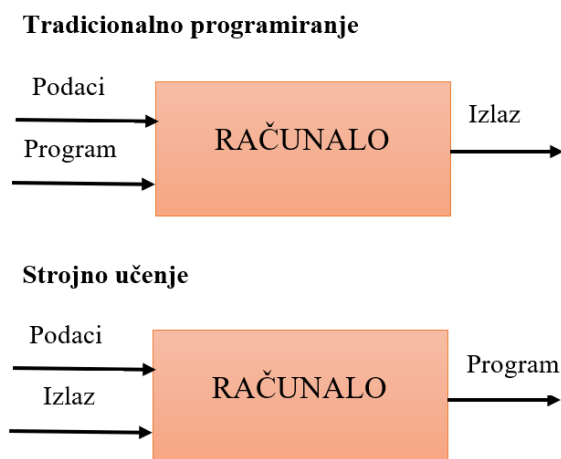 Tradicionalno programiranje
Podaci
Program
RAČUNALO
Izlaz
Strojno učenje
Podaci
Izlaz
RAČUNALO
Program